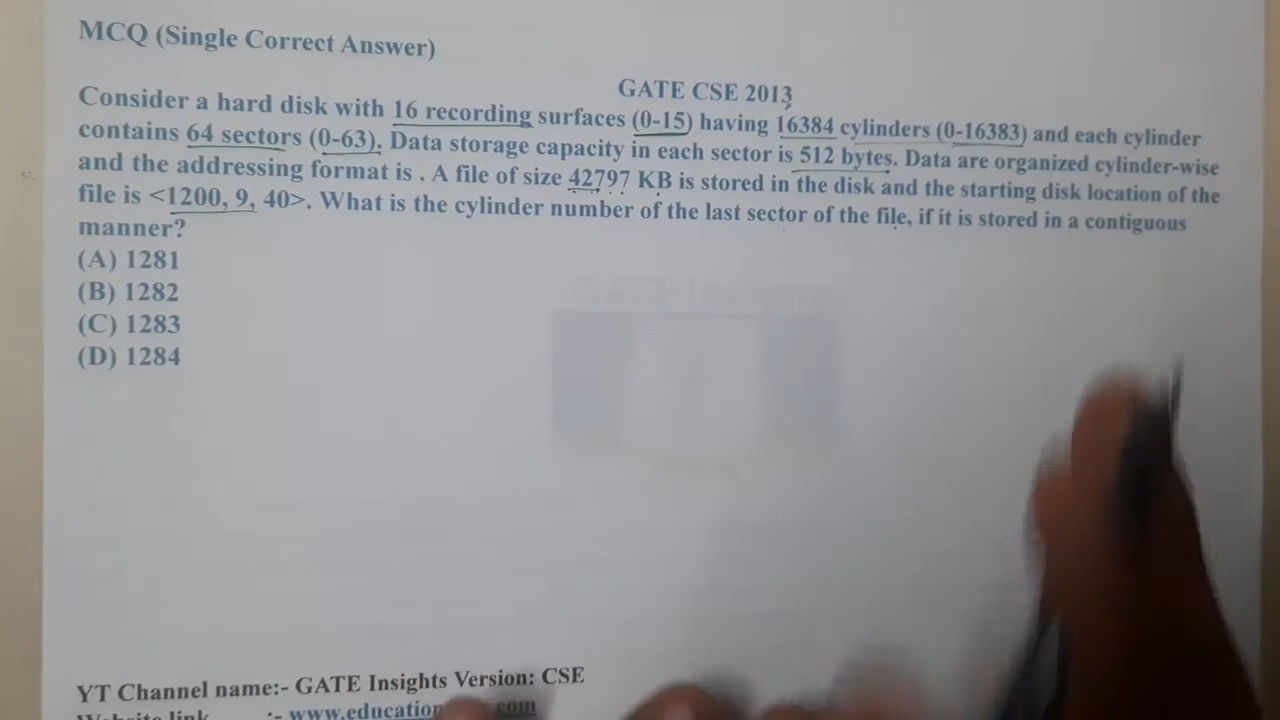 MCQ (Single Correct Answer)
GATE CSE 2013
Consider a hard disk with 16 recording surfaces (0-15) having 16384 cylinders (0-16383) and each cylinder
contains 64 sectors (0-63). Data storage capacity in each sector is 512 bytes. Data are organized cylinder-wise
and the addressing format is . A file of size 42797 KB is stored in the disk and the starting disk location of the
file is <1200, 9, 40>. What is the cylinder number of the last sector of the file, if it is stored in a contiguous
manner?
(A) 1281
(B) 1282
(C) 1283
(D) 1284
YT Channel name:- GATE Insights Version: CSE
Website link :- www.education